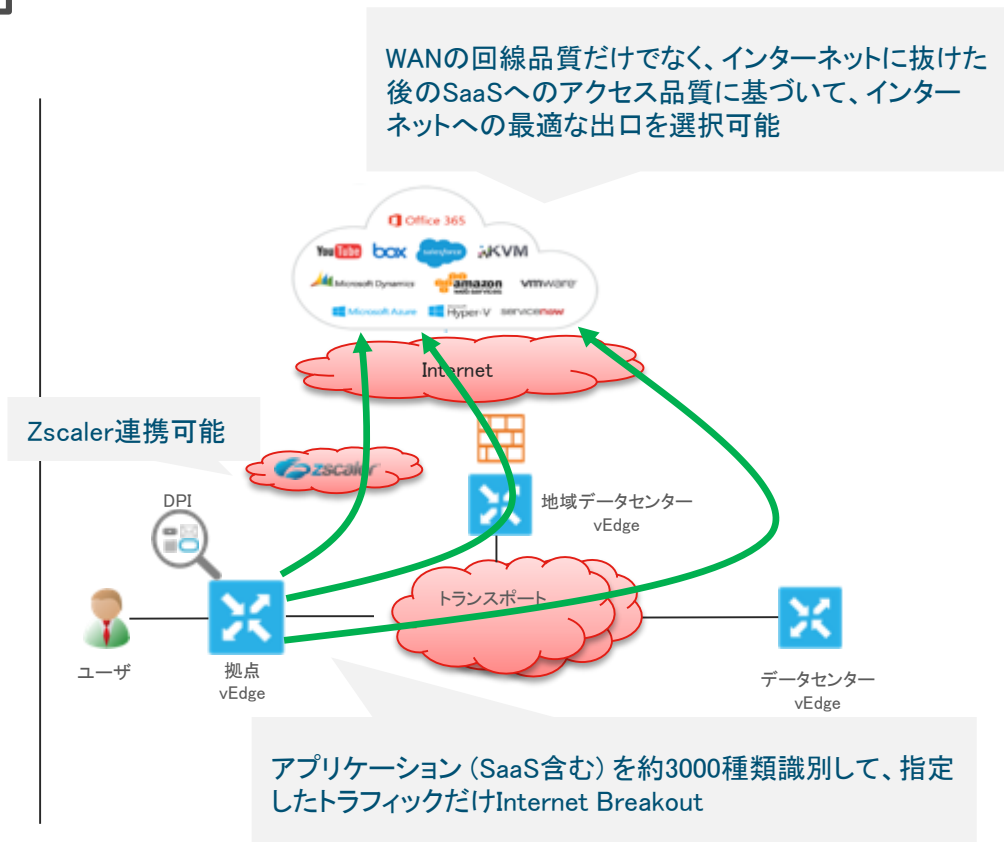 WANの回線品質だけでなく、インターネットに抜けた
後のSaaSへのアクセス品質に基づいて、インター
ネットへの最適な出口を選択可能
Office 365
YouTube box salesforce KVM
Microsoft Dynamics amazon web services vmware
Microsoft Azure Microsoft Hyper-V servicenow
Internet
Zscaler連携可能
zscaler
DPI
地域データセンター
vEdge
トランスポート
ユーザ
拠点
vEdge
データセンター
vEdge
アプリケーション (SaaS含む) を約3000種類識別して、指定
したトラフィックだけInternet Breakout